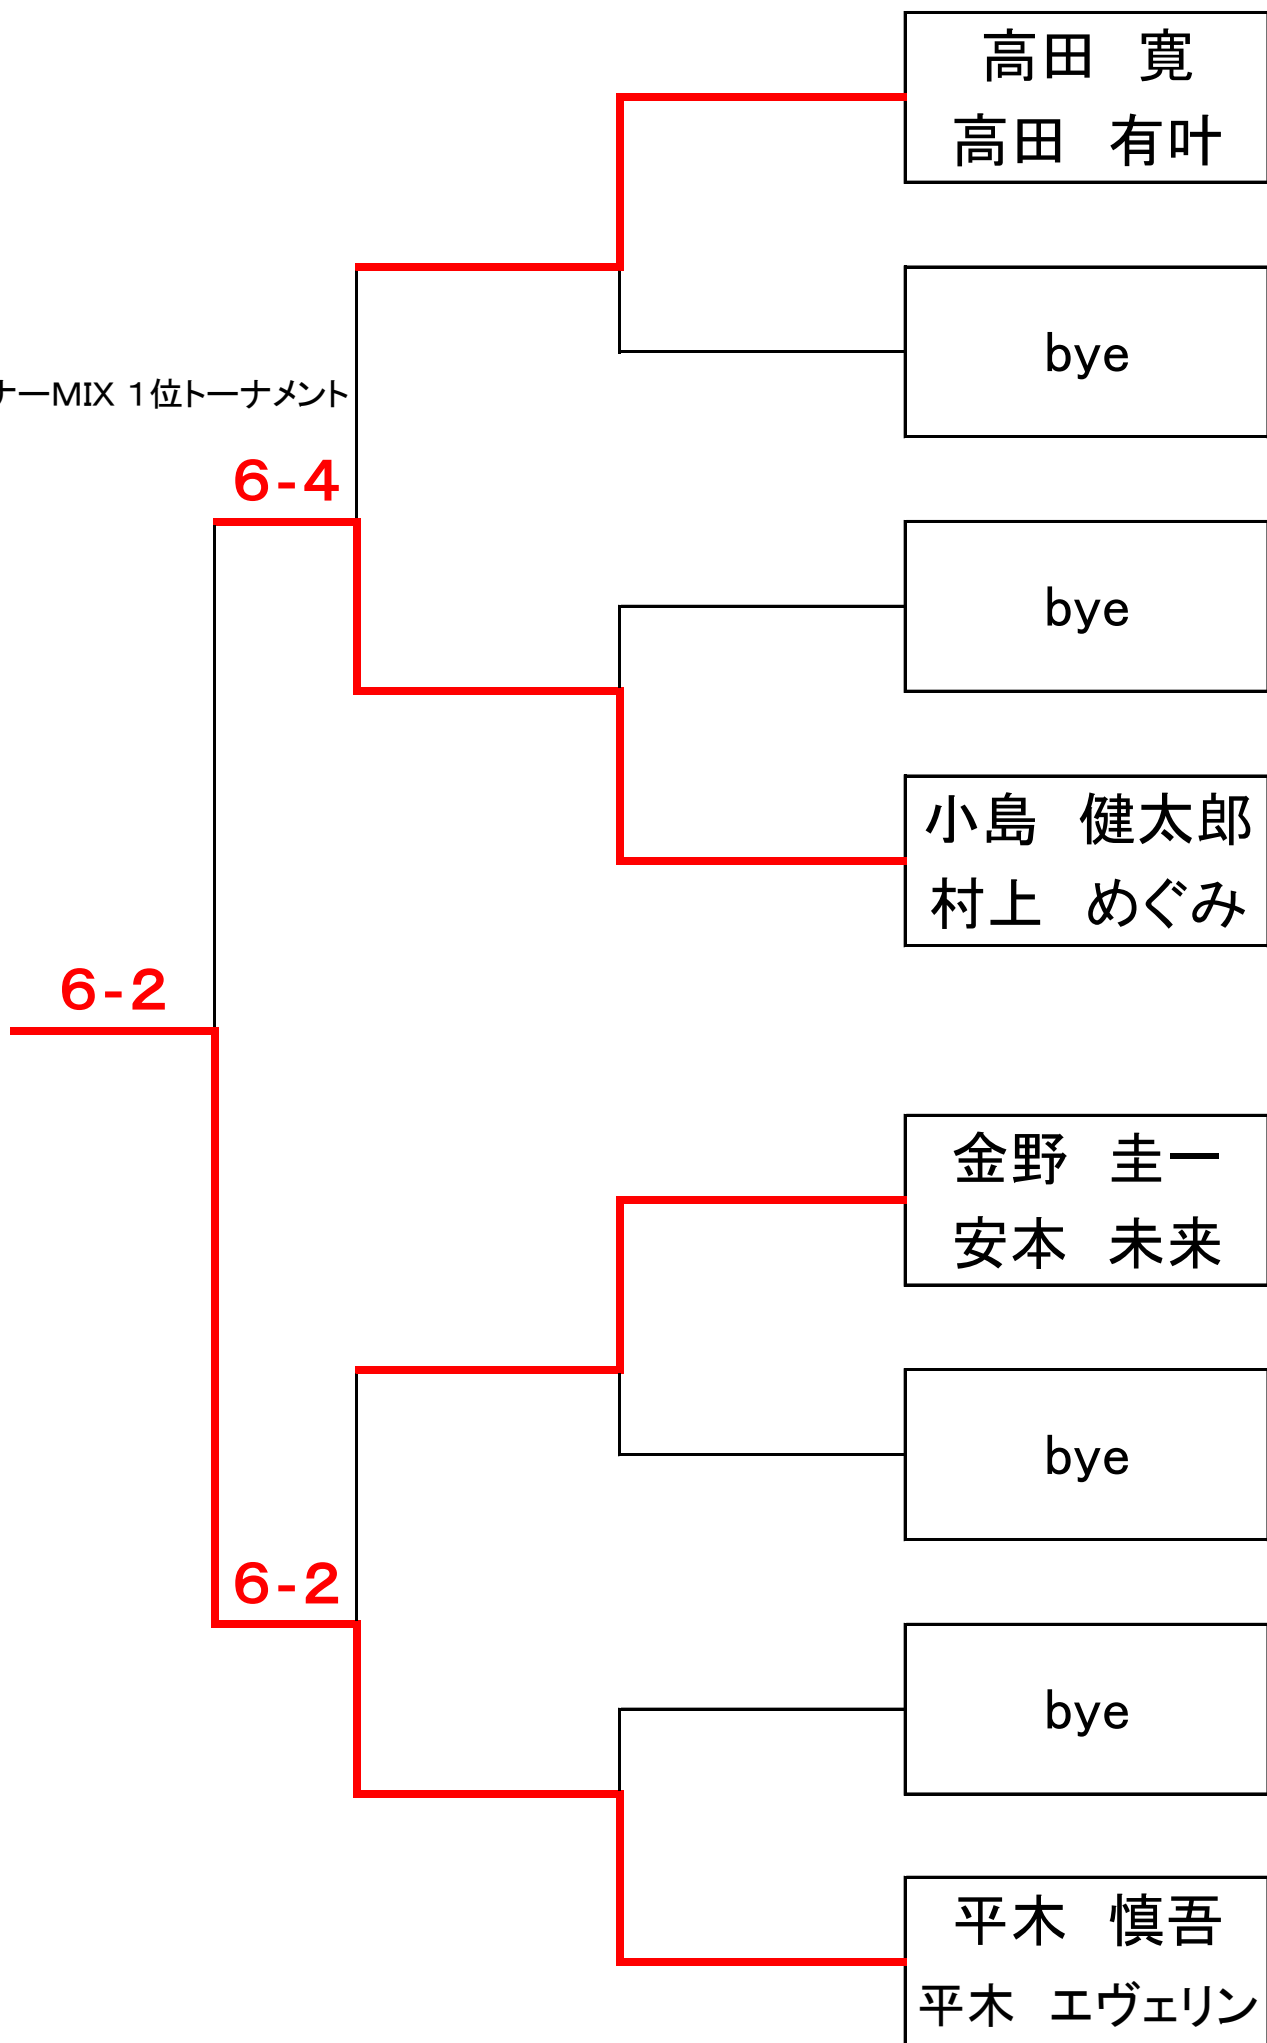 高田　寛
高田　有叶
bye
ーMIX １位トーナメント
6-4
bye
小島　健太郎
村上　めぐみ
6-2
金野　圭一
安本　未来
bye
6-2
bye
平木　慎吾
平木　エヴェリン